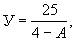 У = 25 / (4 − A),